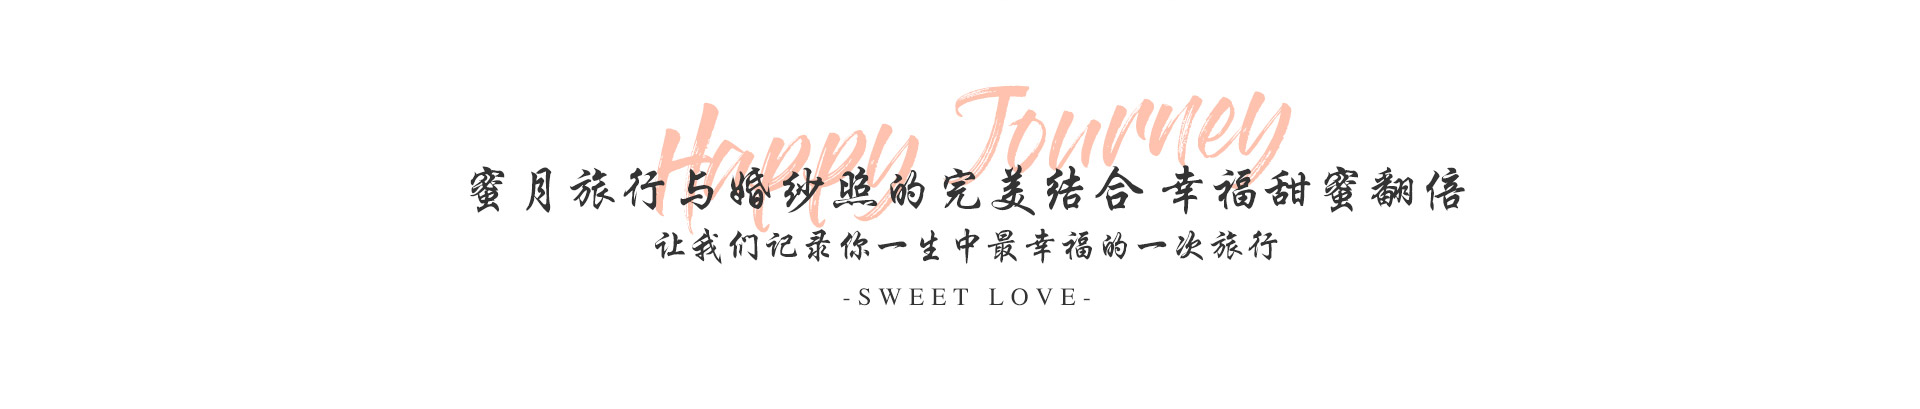 Happy Journey
蜜月旅行与婚纱照的完美结合 幸福甜蜜翻倍
让我们记录你一生中最幸福的一次旅行
-SWEET LOVE-